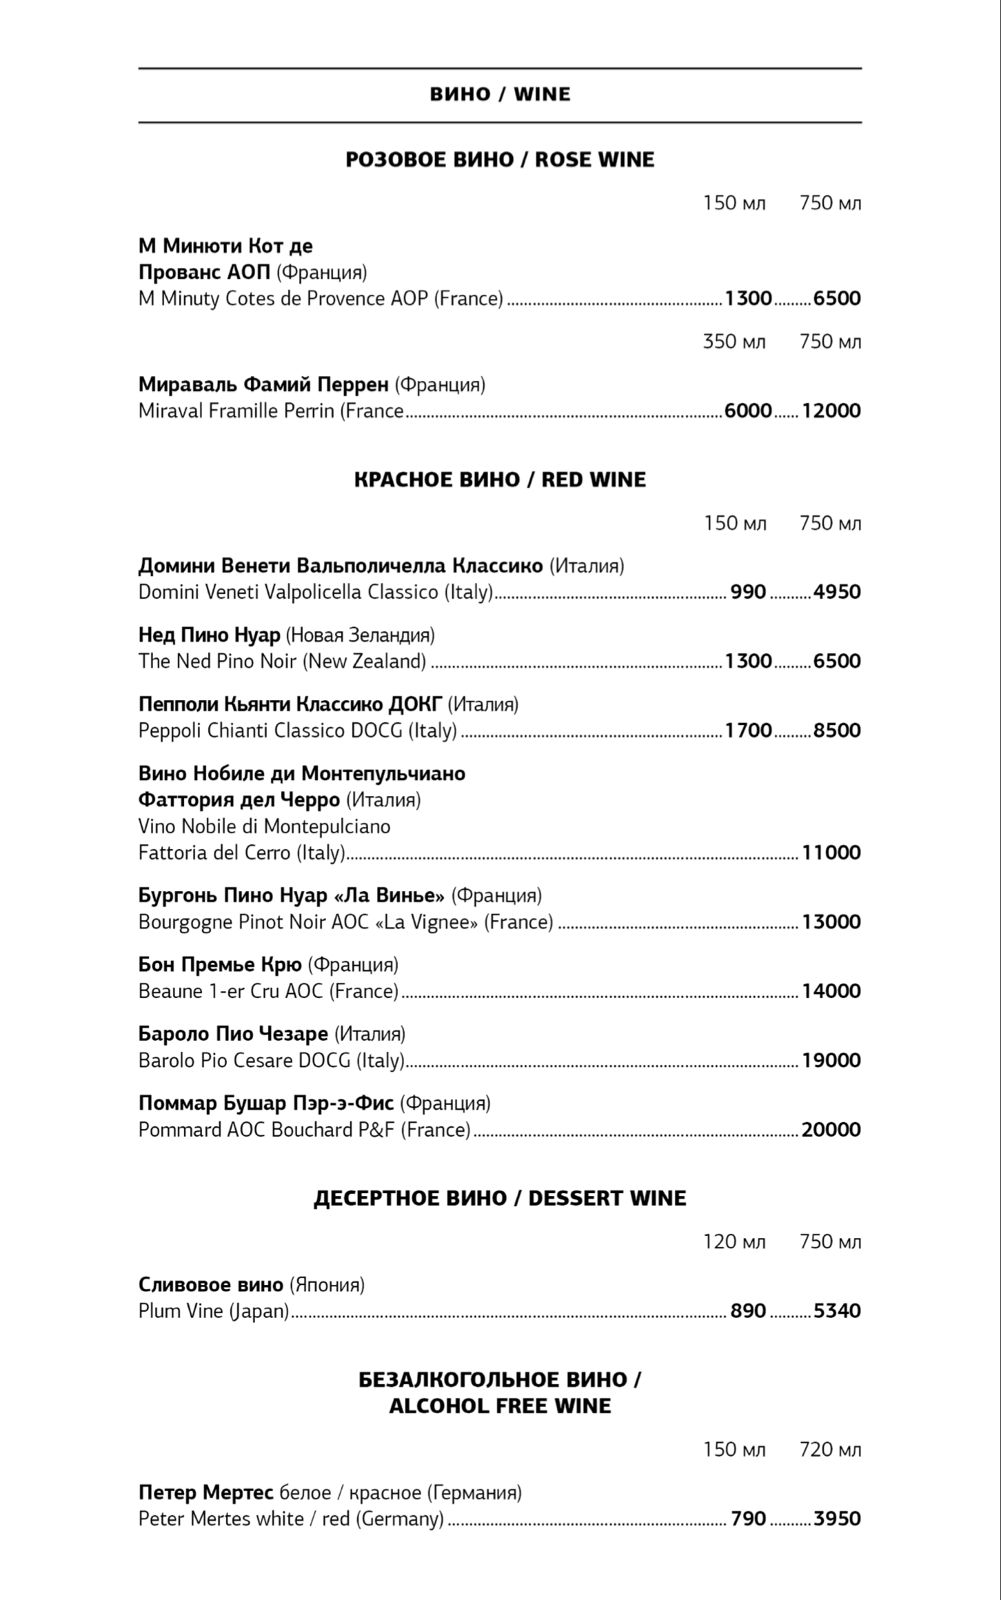 ВИНО / WINE
РОЗОВОЕ ВИНО / ROSE WINE
150 мл 750 мл
М Минюти Кот де
Прованс АОП (Франция)
M Minuty Cotes de Provence AOP (France) 1300 6500
350 мл 750 мл
Мираваль Фамий Перрен (Франция)
Miraval Framille Perrin (France 6000 12000
КРАСНОЕ ВИНО / RED WINE
150 мл 750 мл
Домини Венети Вальполичелла Классико (Италия)
Domini Veneti Valpolicella Classico (Italy) 990 4950
Нед Пино Нуар (Новая Зеландия)
The Ned Pino Noir (New Zealand) 1300 6500
Пепполи Кьянти Классико ДОКГ (Италия)
Peppoli Chianti Classico DOCG (Italy) 1700 8500
Вино Нобиле ди Монтепульчиано
Фаттория дел Черро (Италия)
Vino Nobile di Montepulciano
Fattoria del Cerro (Italy) 11000
Бургонь Пино Нуар «Ла Винье» (Франция)
Bourgogne Pinot Noir AOC «La Vignee» (France) 13000
Бон Премье Крю (Франция)
Beaune 1-er Cru AOC (France) 14000
Бароло Пио Чезаре (Италия)
Barolo Pio Cesare DOCG (Italy) 19000
Поммар Бушар Пэр-э-Фис (Франция)
Pommard AOC Bouchard P&F (France) 20000
ДЕСЕРТНОЕ ВИНО / DESSERT WINE
120 мл 750 мл
Сливовое вино (Япония)
Plum Vine (Japan) 890 5340
БЕЗАЛКОГОЛЬНОЕ ВИНО /
ALCOHOL FREE WINE
150 мл 720 мл
Петер Мертес белое / красное (Германия)
Peter Mertes white / red (Germany) 790 3950